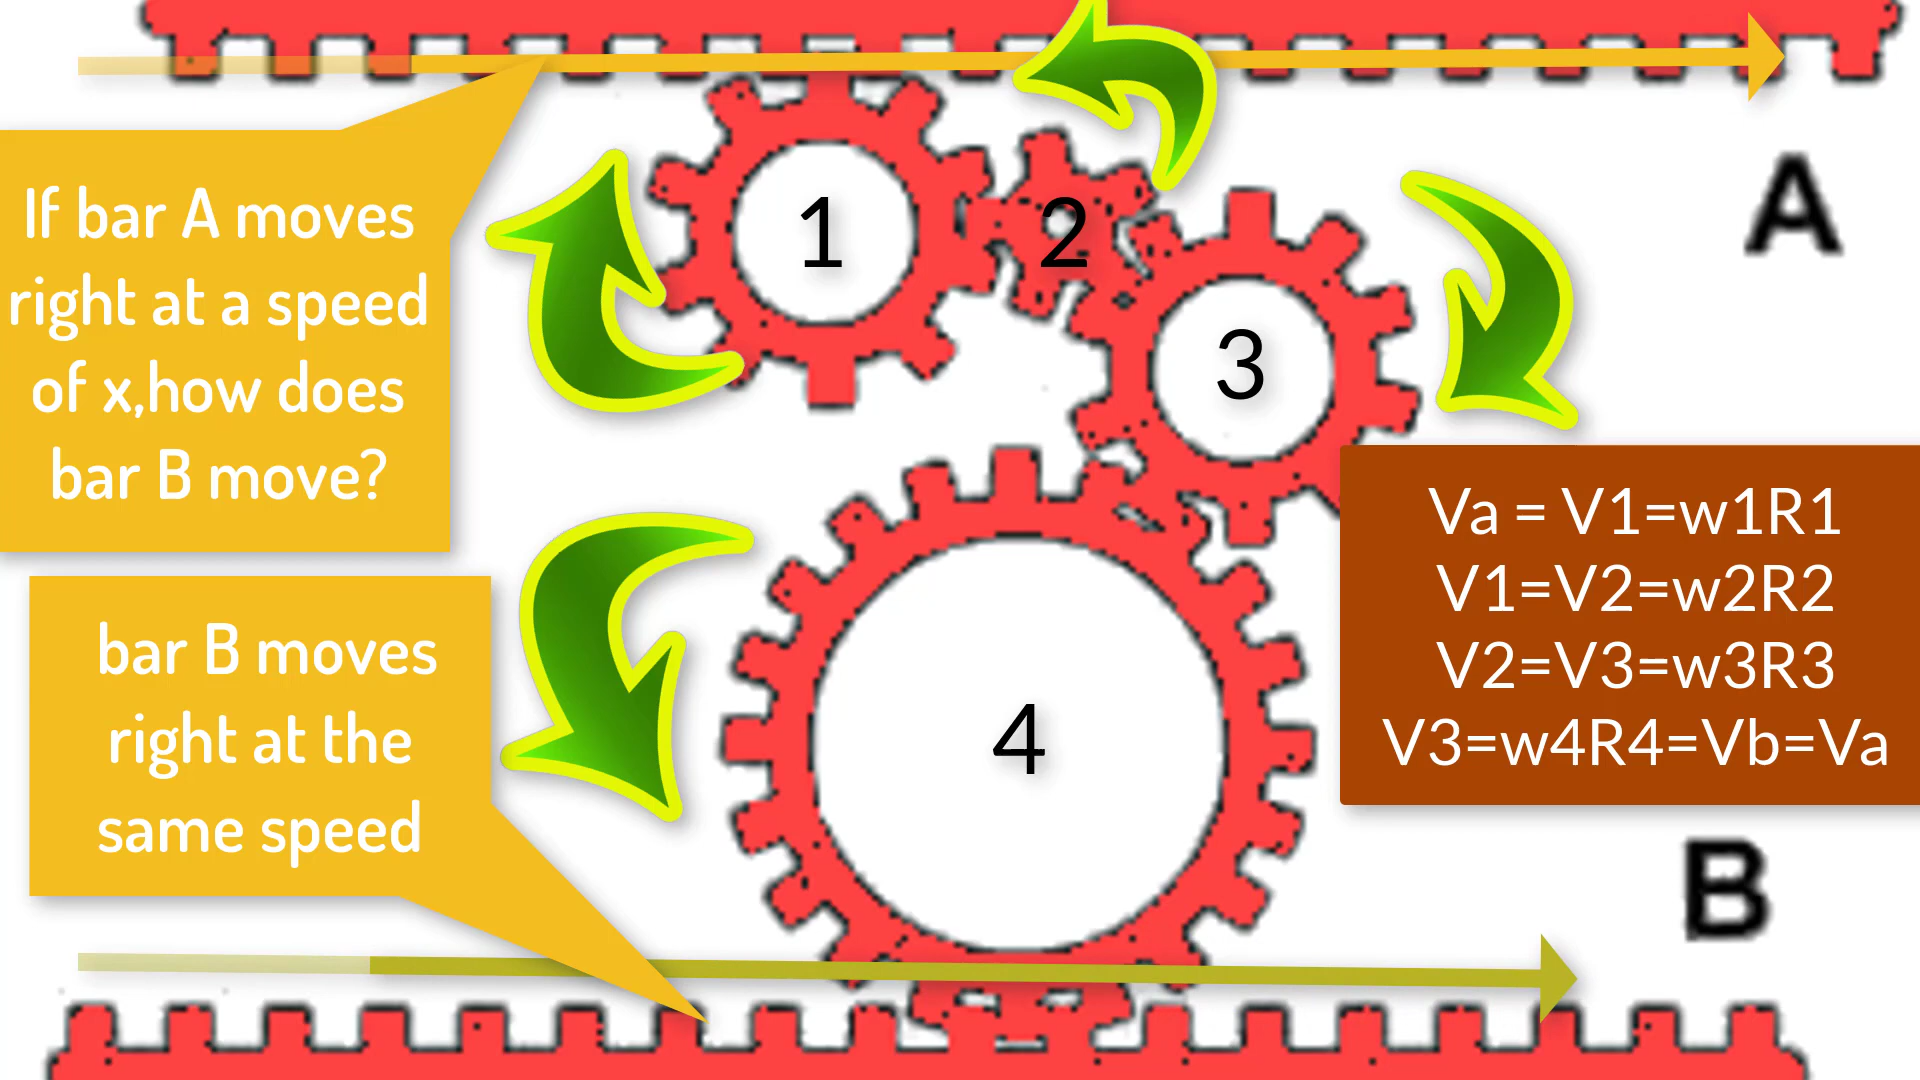 If bar A moves
right at a speed
of x,how does
bar B move?
1
2
3
A
Va = V1=w1R1
V1=V2=w2R2
V2=V3=w3R3
V3=w4R4=Vb=Va
bar B moves
right at the
same speed
4
B